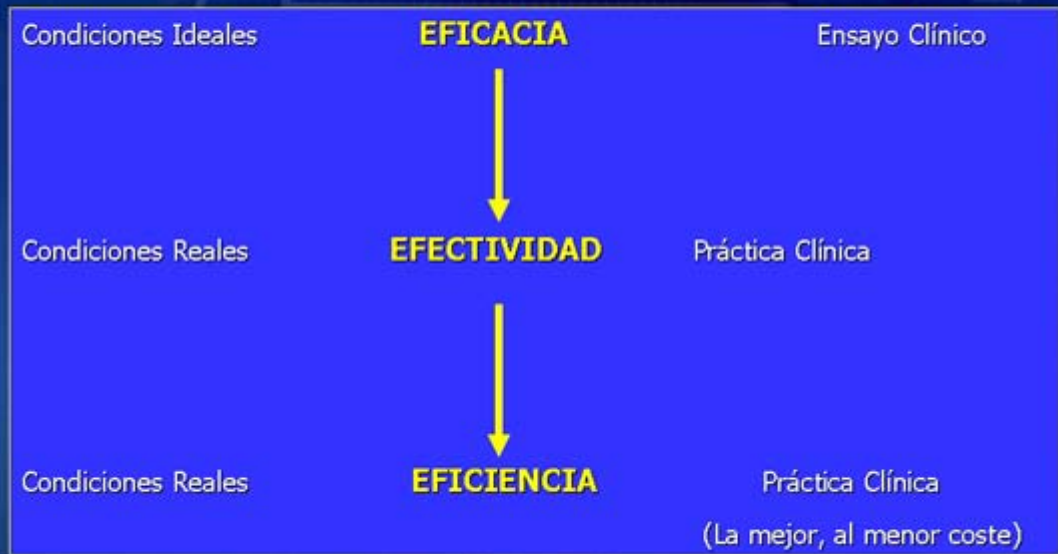 Condiciones Ideales EFICACIA Ensayo Clínico
Condiciones Reales EFECTIVIDAD Práctica Clínica
Condiciones Reales EFICIENCIA Práctica Clínica
(La mejor, al menor coste)